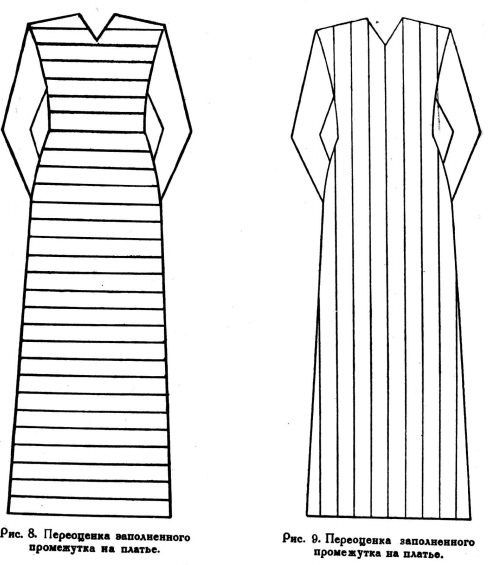 Рис. 8. Переоценка заполненного
промежутка на платье.
Рис. 9. Переоценка заполненного
промежутка на платье.